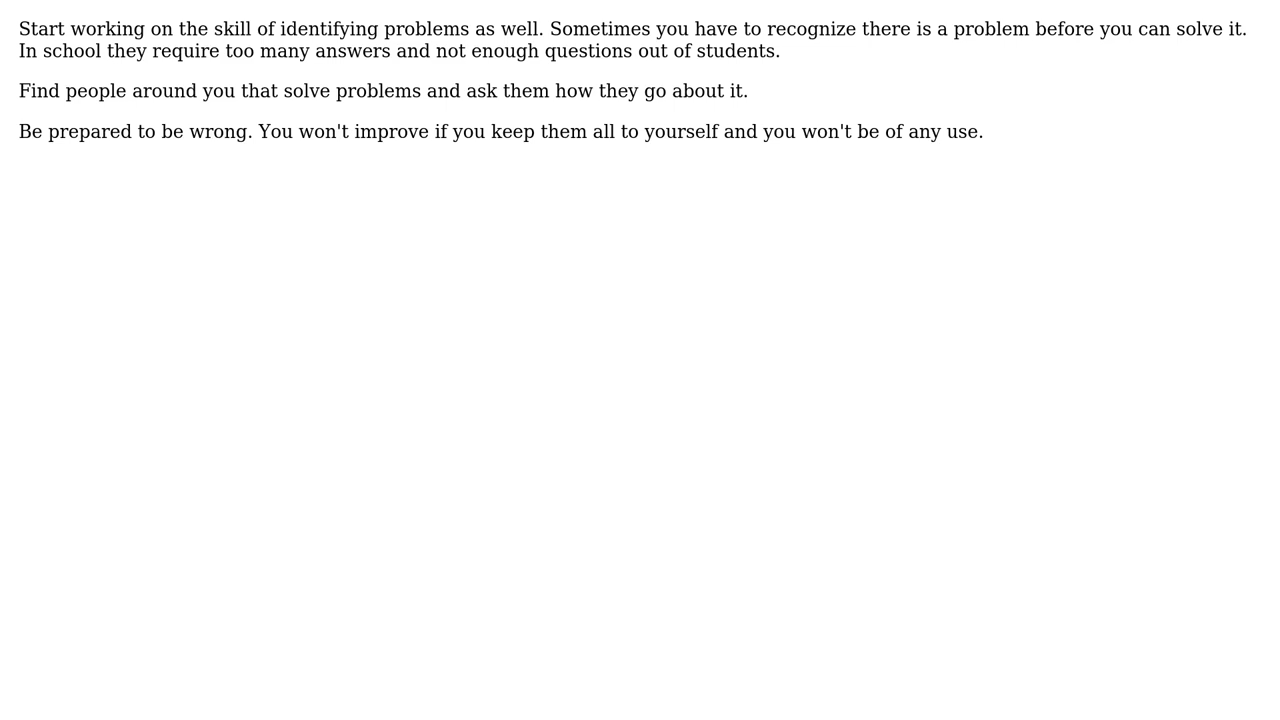 Start working on the skill of identifying problems as well. Sometimes you have to recognize there is a problem before you can solve it.
In school they require too many answers and not enough questions out of students.
Find people around you that solve problems and ask them how they go about it.
Be prepared to be wrong. You won't improve if you keep them all to yourself and you won't be of any use.